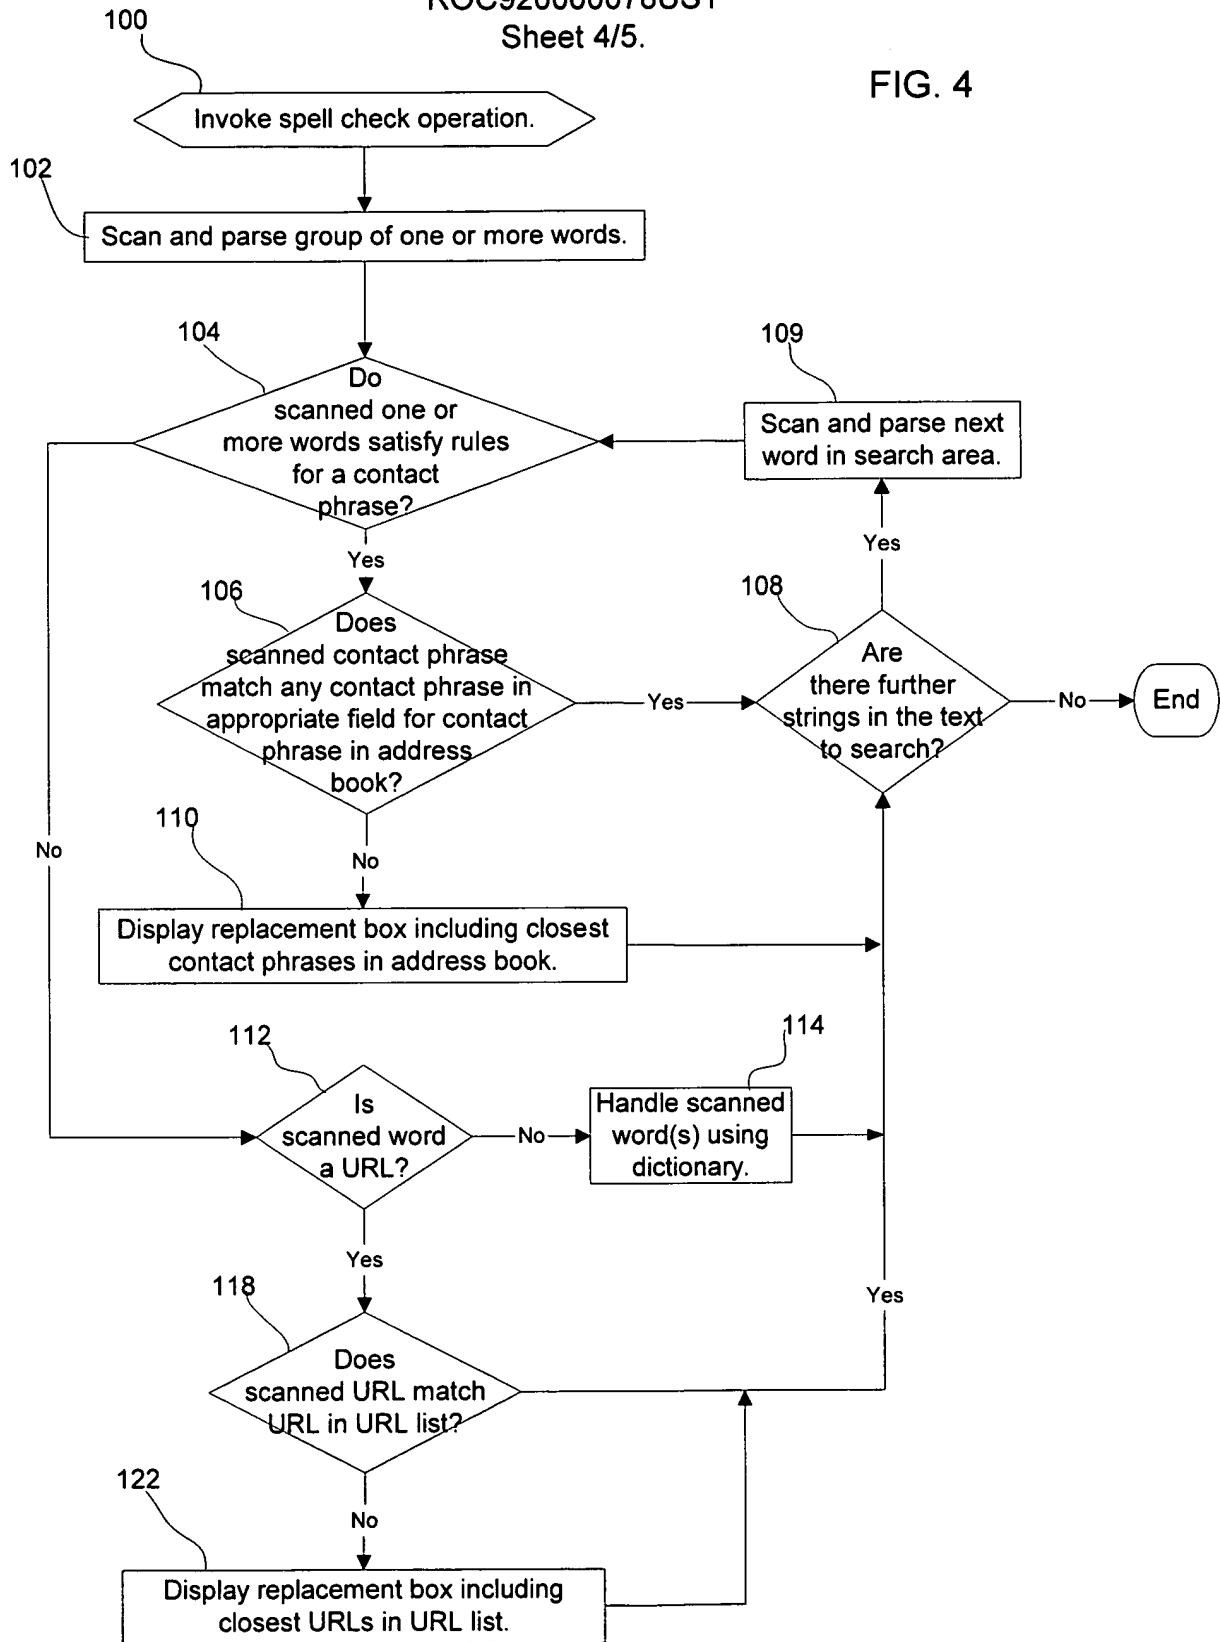 Sheet 4/5.
FIG. 4
100
Invoke spell check operation.
102
Scan and parse group of one or more words.
104
Do
scanned one or
more words satisfy rules
for a contact
phrase?
109
Scan and parse next
word in search area.
Yes
Yes
106
Does
scanned contact phrase
match any contact phrase in
appropriate field for contact
phrase in address
book?
Yes
108
Are
there further
strings in the text
to search?
No
End
No
110
No
Display replacement box including closest
contact phrases in address book.
112
Is
scanned word
a URL?
No
114
Handle scanned
word(s) using
dictionary.
Yes
118
Does
scanned URL match
URL in URL list?
Yes
122
No
Display replacement box including
closest URLs in URL list.